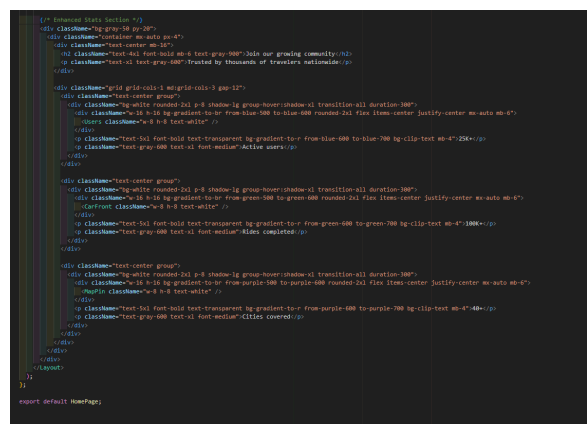 {/* Enhanced Stats Section */}
<div className="bg-gray-50 py-20">
<div className="container mx-auto px-4">
<div className="text-center mb-16">
<h2 className="text-4xl font-bold mb-6 text-gray-900">Join our growing community</h2>
<p className="text-xl text-gray-600">Trusted by thousands of travelers nationwide</p>
</div>
<div className="grid grid-cols-1 md:grid-cols-3 gap-12">
<div className="text-center group">
<div className="bg-white rounded-2xl p-8 shadow-lg group-hover:shadow-xl transition-all duration-300">
<div className="w-16 h-16 bg-gradient-to-br from-blue-500 to-blue-600 rounded-2xl flex items-center justify-center mx-auto mb-6">
<Users className="w-8 h-8 text-white" />
</div>
<p className="text-5xl font-bold text-transparent bg-gradient-to-r from-blue-600 to-blue-700 bg-clip-text mb-4">25K+</p>
<p className="text-gray-600 text-xl font-medium">Active users</p>
</div>
</div>
<div className="text-center group">
<div className="bg-white rounded-2xl p-8 shadow-lg group-hover:shadow-xl transition-all duration-300">
<div className="w-16 h-16 bg-gradient-to-br from-green-500 to-green-600 rounded-2xl flex items-center justify-center mx-auto mb-6">
<CarFront className="w-8 h-8 text-white" />
</div>
<p className="text-5xl font-bold text-transparent bg-gradient-to-r from-green-600 to-green-700 bg-clip-text mb-4">100K+</p>
<p className="text-gray-600 text-xl font-medium">Rides completed</p>
</div>
</div>
<div className="text-center group">
<div className="bg-white rounded-2xl p-8 shadow-lg group-hover:shadow-xl transition-all duration-300">
<div className="w-16 h-16 bg-gradient-to-br from-purple-500 to-purple-600 rounded-2xl flex items-center justify-center mx-auto mb-6">
<MapPin className="w-8 h-8 text-white" />
</div>
<p className="text-5xl font-bold text-transparent bg-gradient-to-r from-purple-600 to-purple-700 bg-clip-text mb-4">40+</p>
<p className="text-gray-600 text-xl font-medium">Cities covered</p>
</div>
</div>
</div>
</div>
</div>
</Layout>
);
};
export default HomePage;